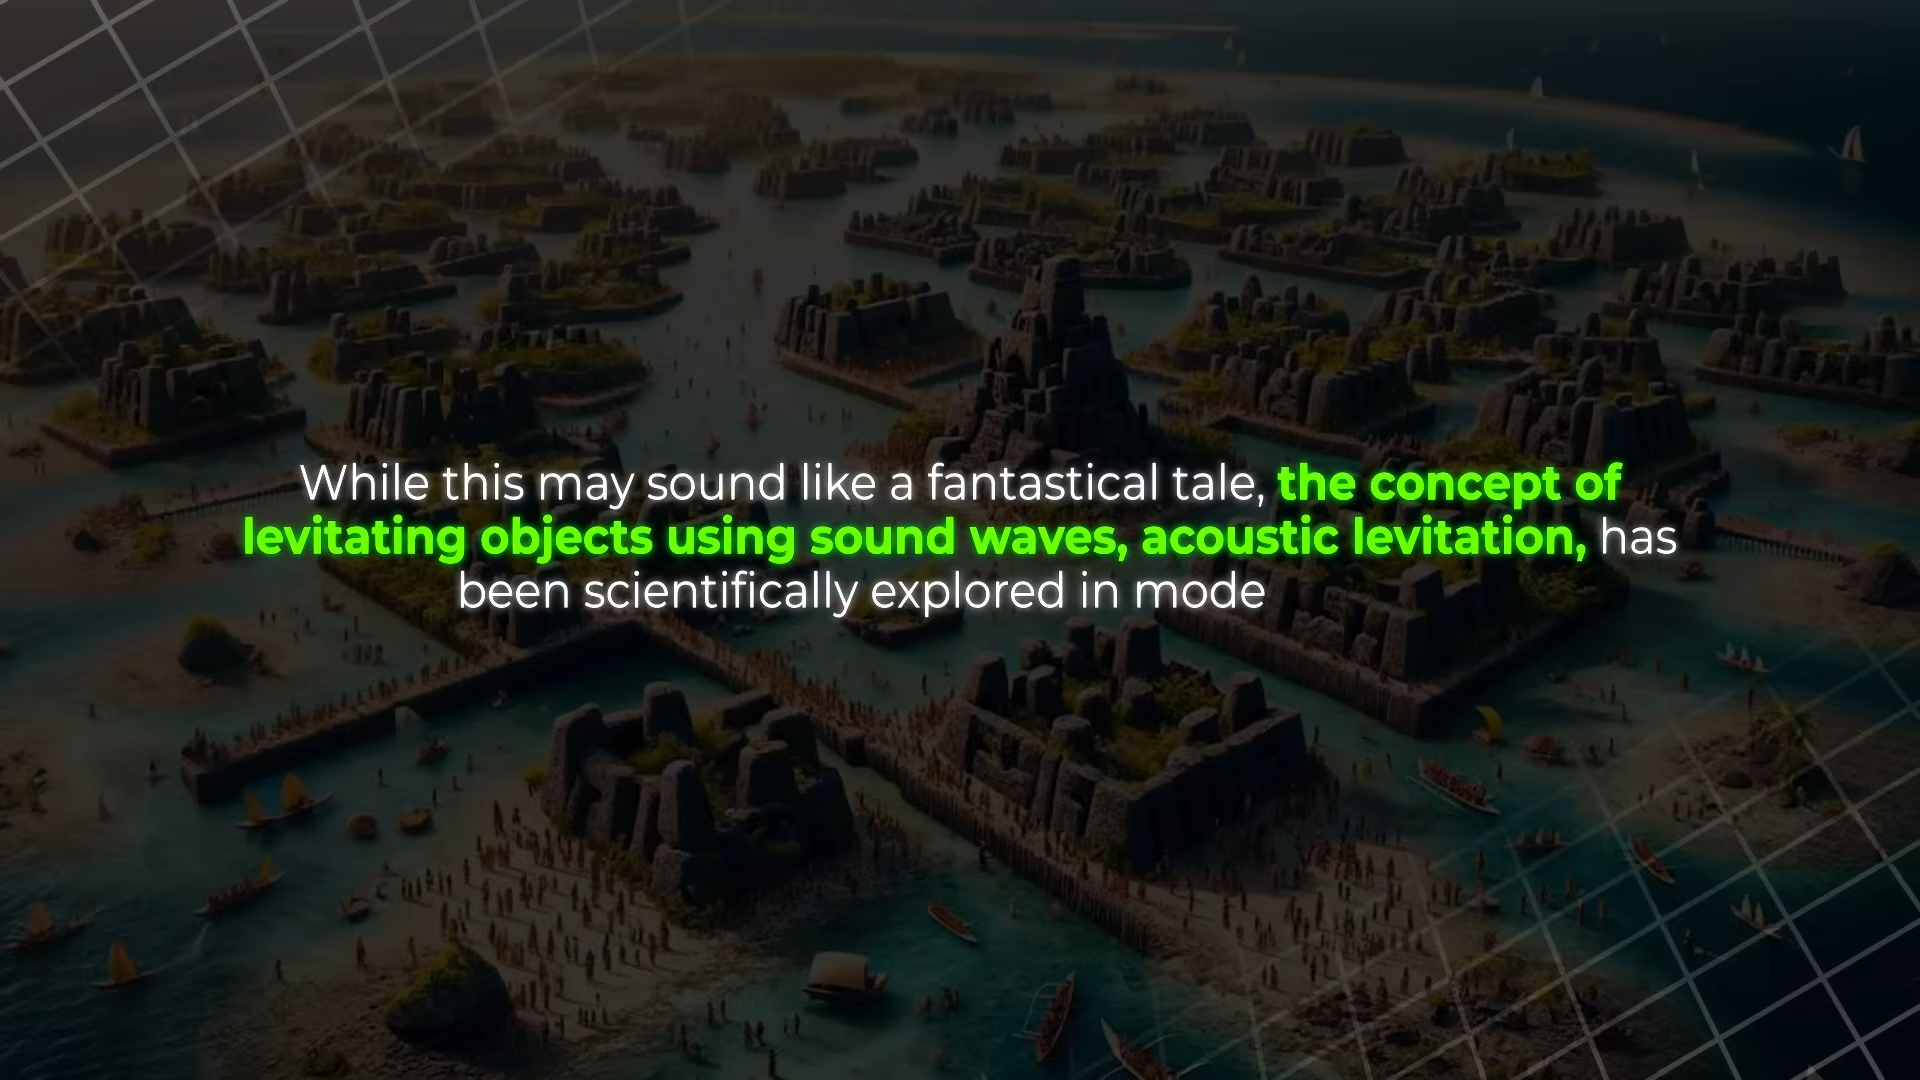 While this may sound like a fantastical tale, the concept of
levitating objects using sound waves, acoustic levitation, has
been scientifically explored in mode